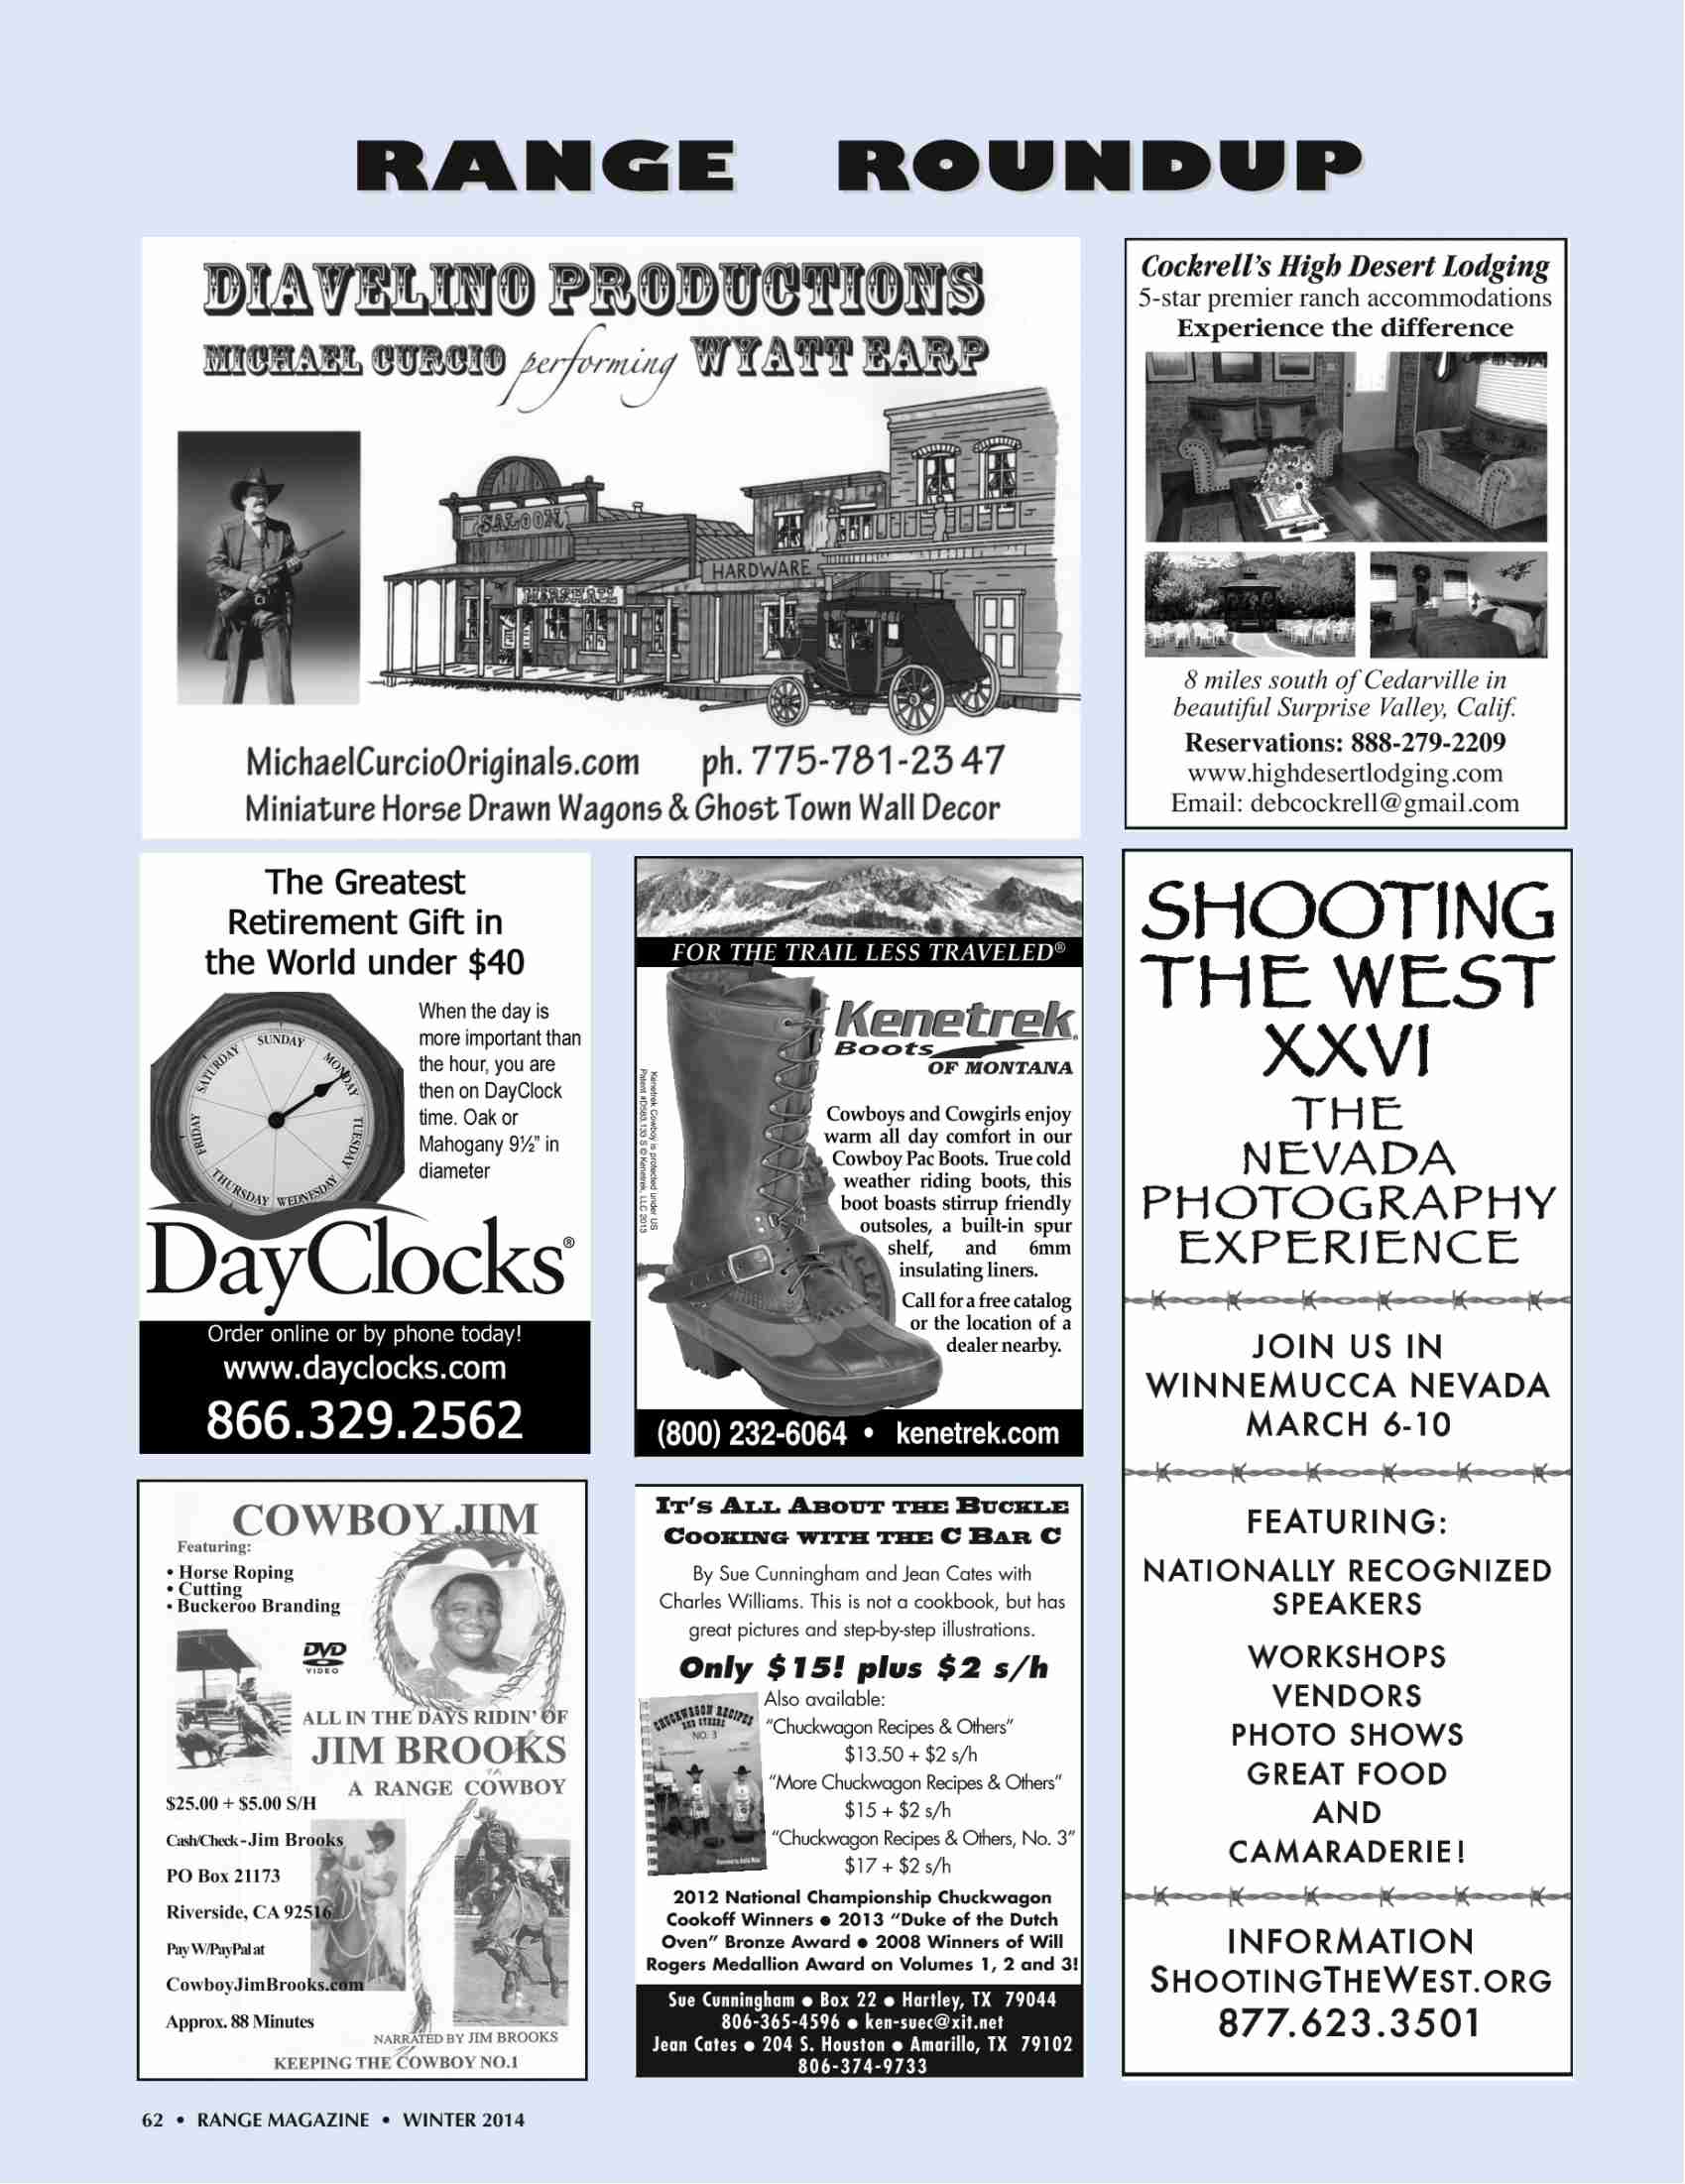 RANGE ROUNDUP
DIAVELINO PRODUCTIONS
MICHAEL CURCIO performing WYATT EARP
SALOON
HARDWARE
MARSHALL
MichaelCurcioOriginals.com ph. 775-781-2347
Miniature Horse Drawn Wagons & Ghost Town Wall Decor
Cockrell's High Desert Lodging
5-star premier ranch accommodations
Experience the difference
8 miles south of Cedarville in
beautiful Surprise Valley, Calif.
Reservations: 888-279-2209
www.highdesertlodging.com
Email: debcockrell@gmail.com
The Greatest
Retirement Gift in
the World under $40
SUNDAY
MONDAY
TUESDAY
WEDNESDAY
THURSDAY
FRIDAY
SATURDAY
When the day is
more important than
the hour, you are
then on DayClock
time. Oak or
Mahogany 9½" in
diameter
DayClocks®
Order online or by phone today!
www.dayclocks.com
866.329.2562
FOR THE TRAIL LESS TRAVELED®
Kenetrek®
Boots
OF MONTANA
Kenetrek Cowboy is protected under US
Patent #D583,133 S © Kenetrek, LLC 2013
Cowboys and Cowgirls enjoy
warm all day comfort in our
Cowboy Pac Boots. True cold
weather riding boots, this
boot boasts stirrup friendly
outsoles, a built-in spur
shelf, and 6mm
insulating liners.
Call for a free catalog
or the location of a
dealer nearby.
(800) 232-6064 • kenetrek.com
SHOOTING
THE WEST
XXVI
THE
NEVADA
PHOTOGRAPHY
EXPERIENCE
JOIN US IN
WINNEMUCCA NEVADA
MARCH 6-10
FEATURING:
NATIONALLY RECOGNIZED
SPEAKERS
WORKSHOPS
VENDORS
PHOTO SHOWS
GREAT FOOD
AND
CAMARADERIE!
INFORMATION
SHOOTINGTHEWEST.ORG
877.623.3501
COWBOY JIM
Featuring:
• Horse Roping
• Cutting
• Buckeroo Branding
DVD
VIDEO
ALL IN THE DAYS RIDIN' OF
JIM BROOKS
A RANGE COWBOY
$25.00 + $5.00 S/H
Cash/Check - Jim Brooks
PO Box 21173
Riverside, CA 92516
Pay W/PayPal at
CowboyJimBrooks.com
Approx. 88 Minutes
NARRATED BY JIM BROOKS
KEEPING THE COWBOY NO.1
IT'S ALL ABOUT THE BUCKLE
COOKING WITH THE C BAR C
By Sue Cunningham and Jean Cates with
Charles Williams. This is not a cookbook, but has
great pictures and step-by-step illustrations.
Only $15! plus $2 s/h
CHUCKWAGON RECIPES
AND OTHERS
NO. 3
Also available:
"Chuckwagon Recipes & Others"
$13.50 + $2 s/h
"More Chuckwagon Recipes & Others"
$15 + $2 s/h
"Chuckwagon Recipes & Others, No. 3"
$17 + $2 s/h
2012 National Championship Chuckwagon
Cookoff Winners • 2013 "Duke of the Dutch
Oven" Bronze Award • 2008 Winners of Will
Rogers Medallion Award on Volumes 1, 2 and 3!
Sue Cunningham • Box 22 • Hartley, TX 79044
806-365-4596 • ken-suec@xit.net
Jean Cates • 204 S. Houston • Amarillo, TX 79102
806-374-9733
62 • RANGE MAGAZINE • WINTER 2014